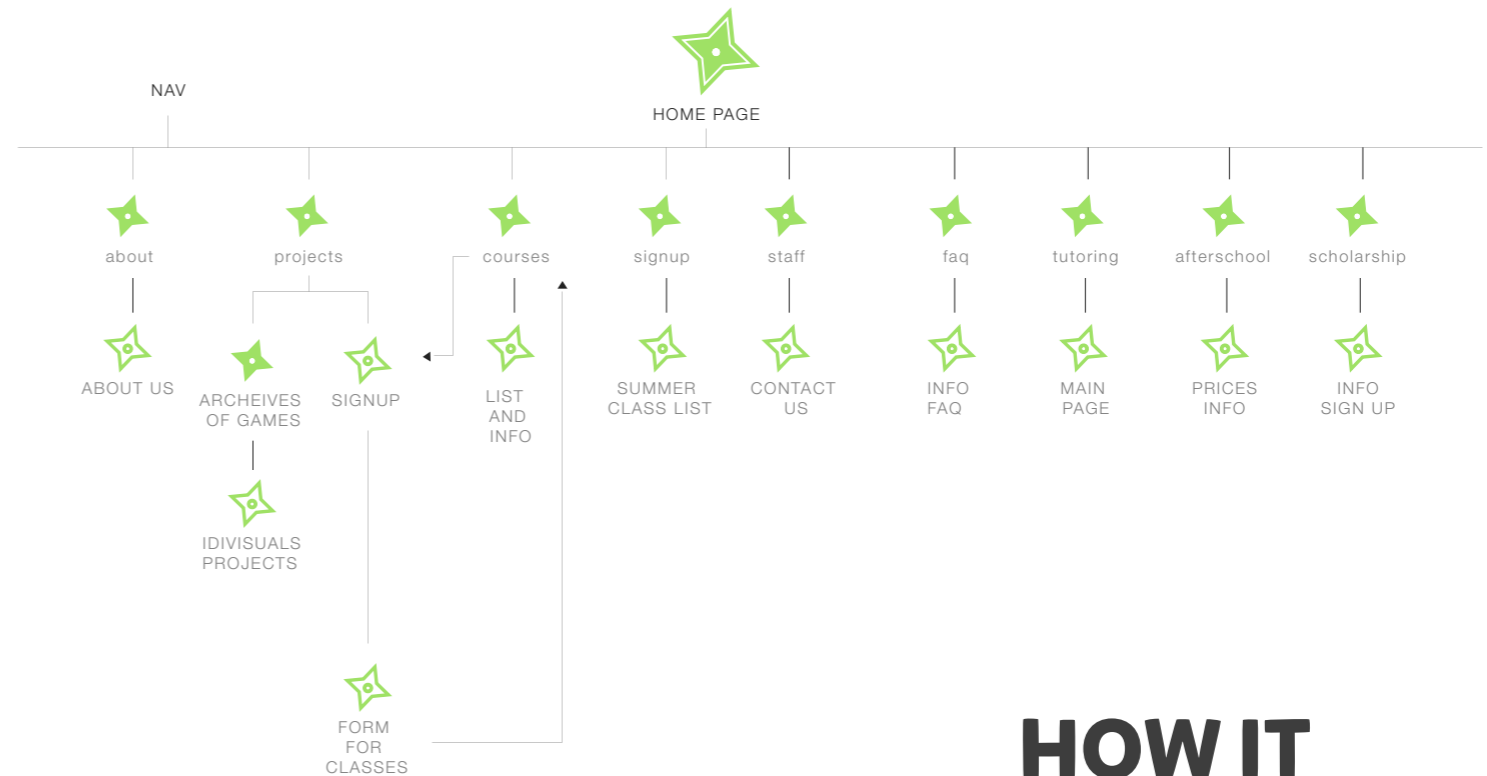 NAV
HOME PAGE
about
projects
courses
signup
staff
faq
tutoring
afterschool
scholarship
ABOUT US
ARCHEIVES
OF GAMES
SIGNUP
LIST
AND
INFO
SUMMER
CLASS LIST
CONTACT
US
INFO
FAQ
MAIN
PAGE
PRICES
INFO
INFO
SIGN UP
IDIVISUALS
PROJECTS
FORM
FOR
CLASSES
HOW IT